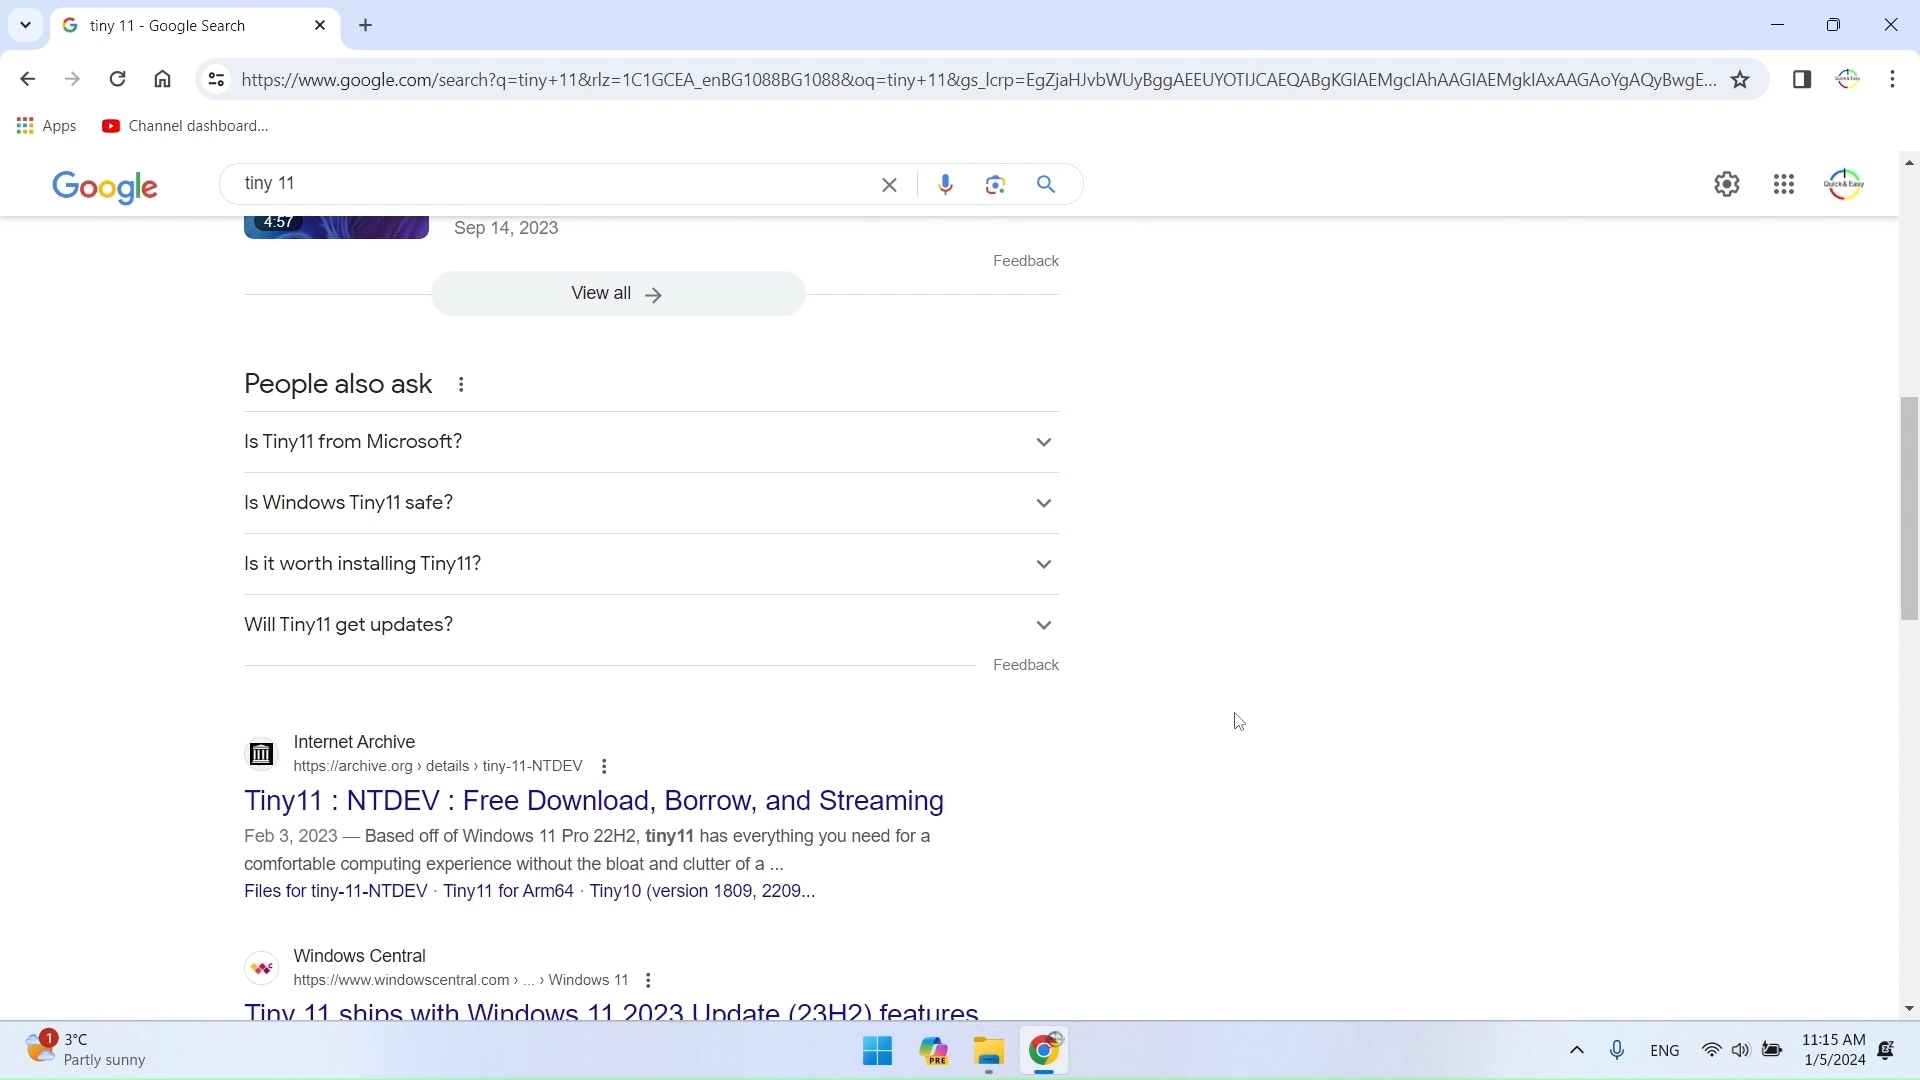 tiny 11 - Google Search
https://www.google.com/search?q=tiny+11&rlz=1C1GCEA_enBG1088BG1088&oq=tiny+11&gs_lcrp=EgZjaHJvbWUyBggAEEUYOTIJCAEQABgKGIAEMgcIAhAAGIAEMgkIAxAAGAoYgAQyBwgE...
Apps
Channel dashboard...
Google
tiny 11
Quick & Easy
4:57
Sep 14, 2023
Feedback
View all
People also ask
Is Tiny11 from Microsoft?
Is Windows Tiny11 safe?
Is it worth installing Tiny11?
Will Tiny11 get updates?
Feedback
Internet Archive
https://archive.org › details › tiny-11-NTDEV
Tiny11 : NTDEV : Free Download, Borrow, and Streaming
Feb 3, 2023 — Based off of Windows 11 Pro 22H2, tiny11 has everything you need for a
comfortable computing experience without the bloat and clutter of a ...
Files for tiny-11-NTDEV · Tiny11 for Arm64 · Tiny10 (version 1809, 2209...
Windows Central
https://www.windowscentral.com › ... › Windows 11
Tiny 11 ships with Windows 11 2023 Update (23H2) features
1
3°C
Partly sunny
PRE
ENG
11:15 AM
1/5/2024